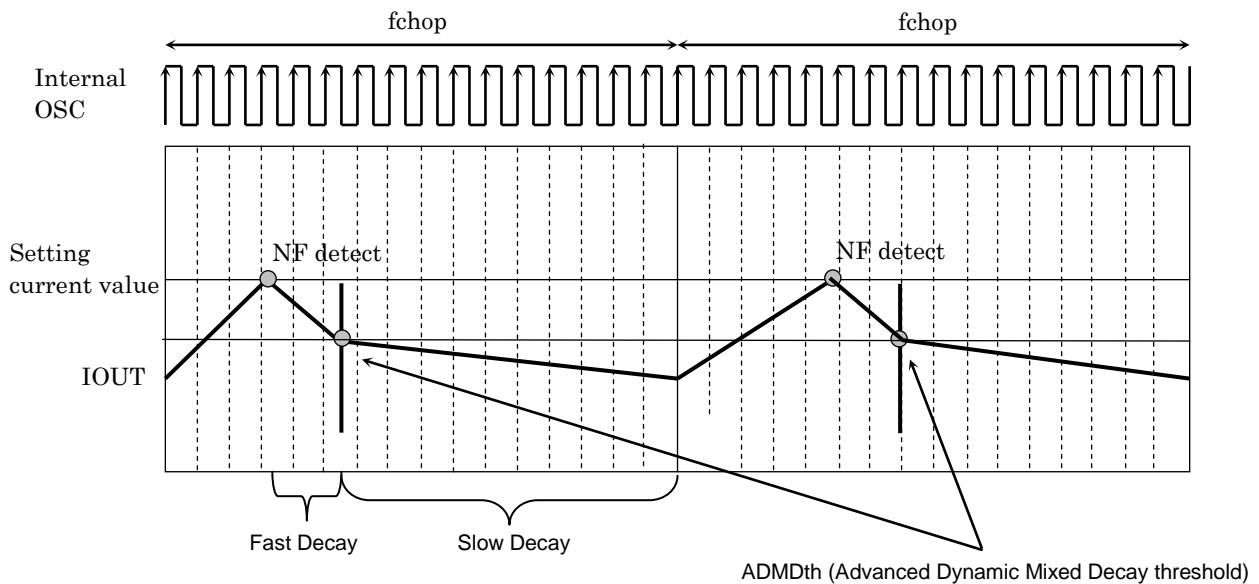 fchop
fchop
Internal
OSC
NF detect
NF detect
Setting
current value
IOUT
Fast Decay
Slow Decay
ADMDth (Advanced Dynamic Mixed Decay threshold)